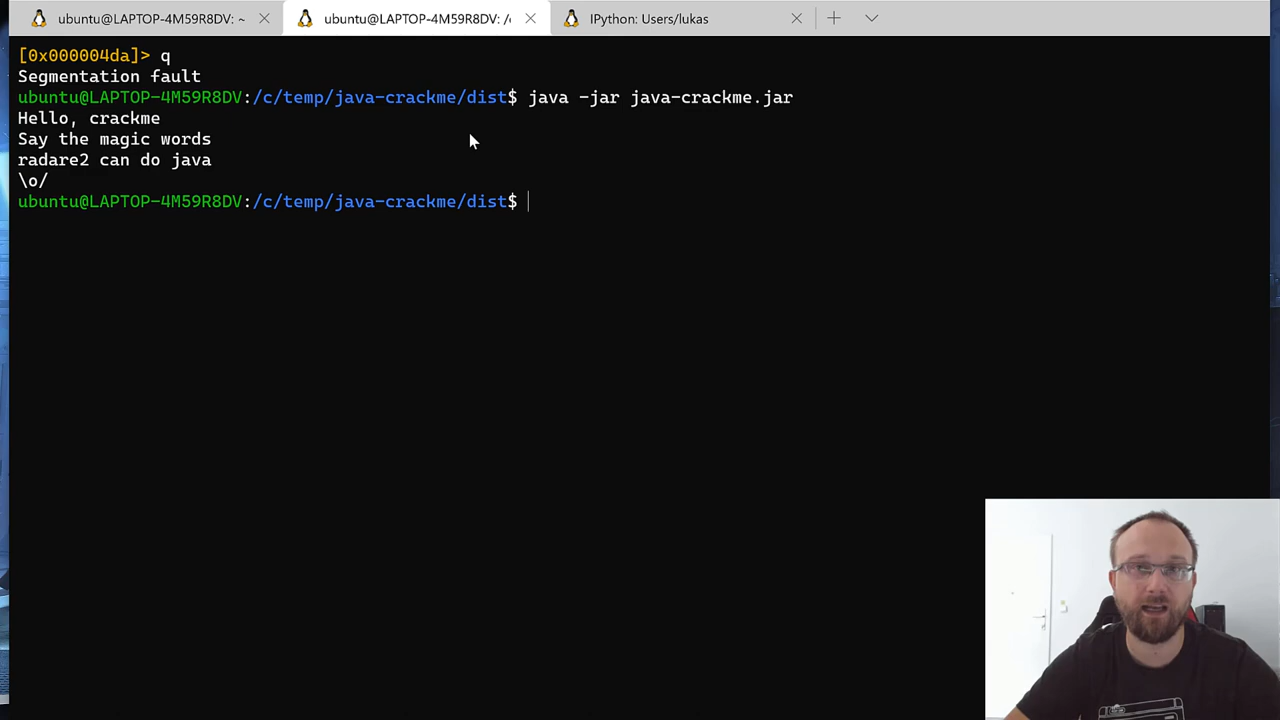 ubuntu@LAPTOP-4M59R8DV: ~
ubuntu@LAPTOP-4M59R8DV: /c
IPython: Users/lukas
[0x000004da]> q
Segmentation fault
ubuntu@LAPTOP-4M59R8DV:/c/temp/java-crackme/dist$ java -jar java-crackme.jar
Hello, crackme
Say the magic words
radare2 can do java
\o/
ubuntu@LAPTOP-4M59R8DV:/c/temp/java-crackme/dist$